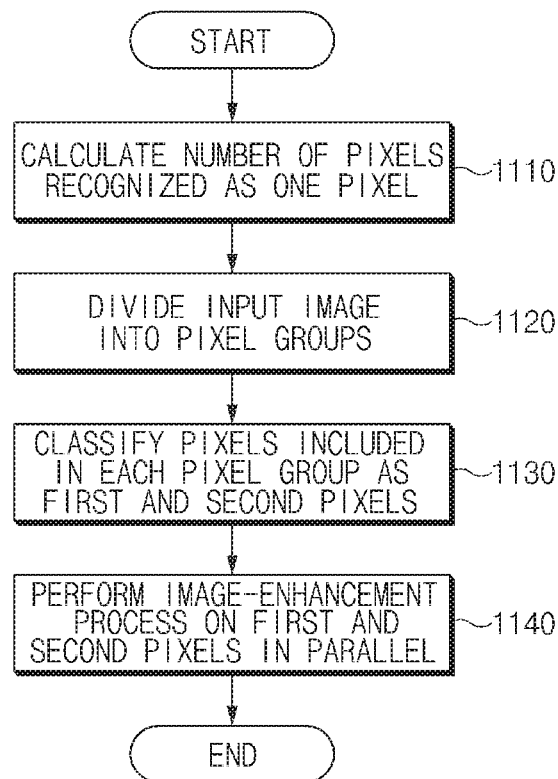 START
CALCULATE NUMBER OF PIXELS
RECOGNIZED AS ONE PIXEL
1110
DIVIDE INPUT IMAGE
INTO PIXEL GROUPS
1120
CLASSIFY PIXELS INCLUDED
IN EACH PIXEL GROUP AS
FIRST AND SECOND PIXELS
1130
PERFORM IMAGE-ENHANCEMENT
PROCESS ON FIRST AND
SECOND PIXELS IN PARALLEL
1140
END